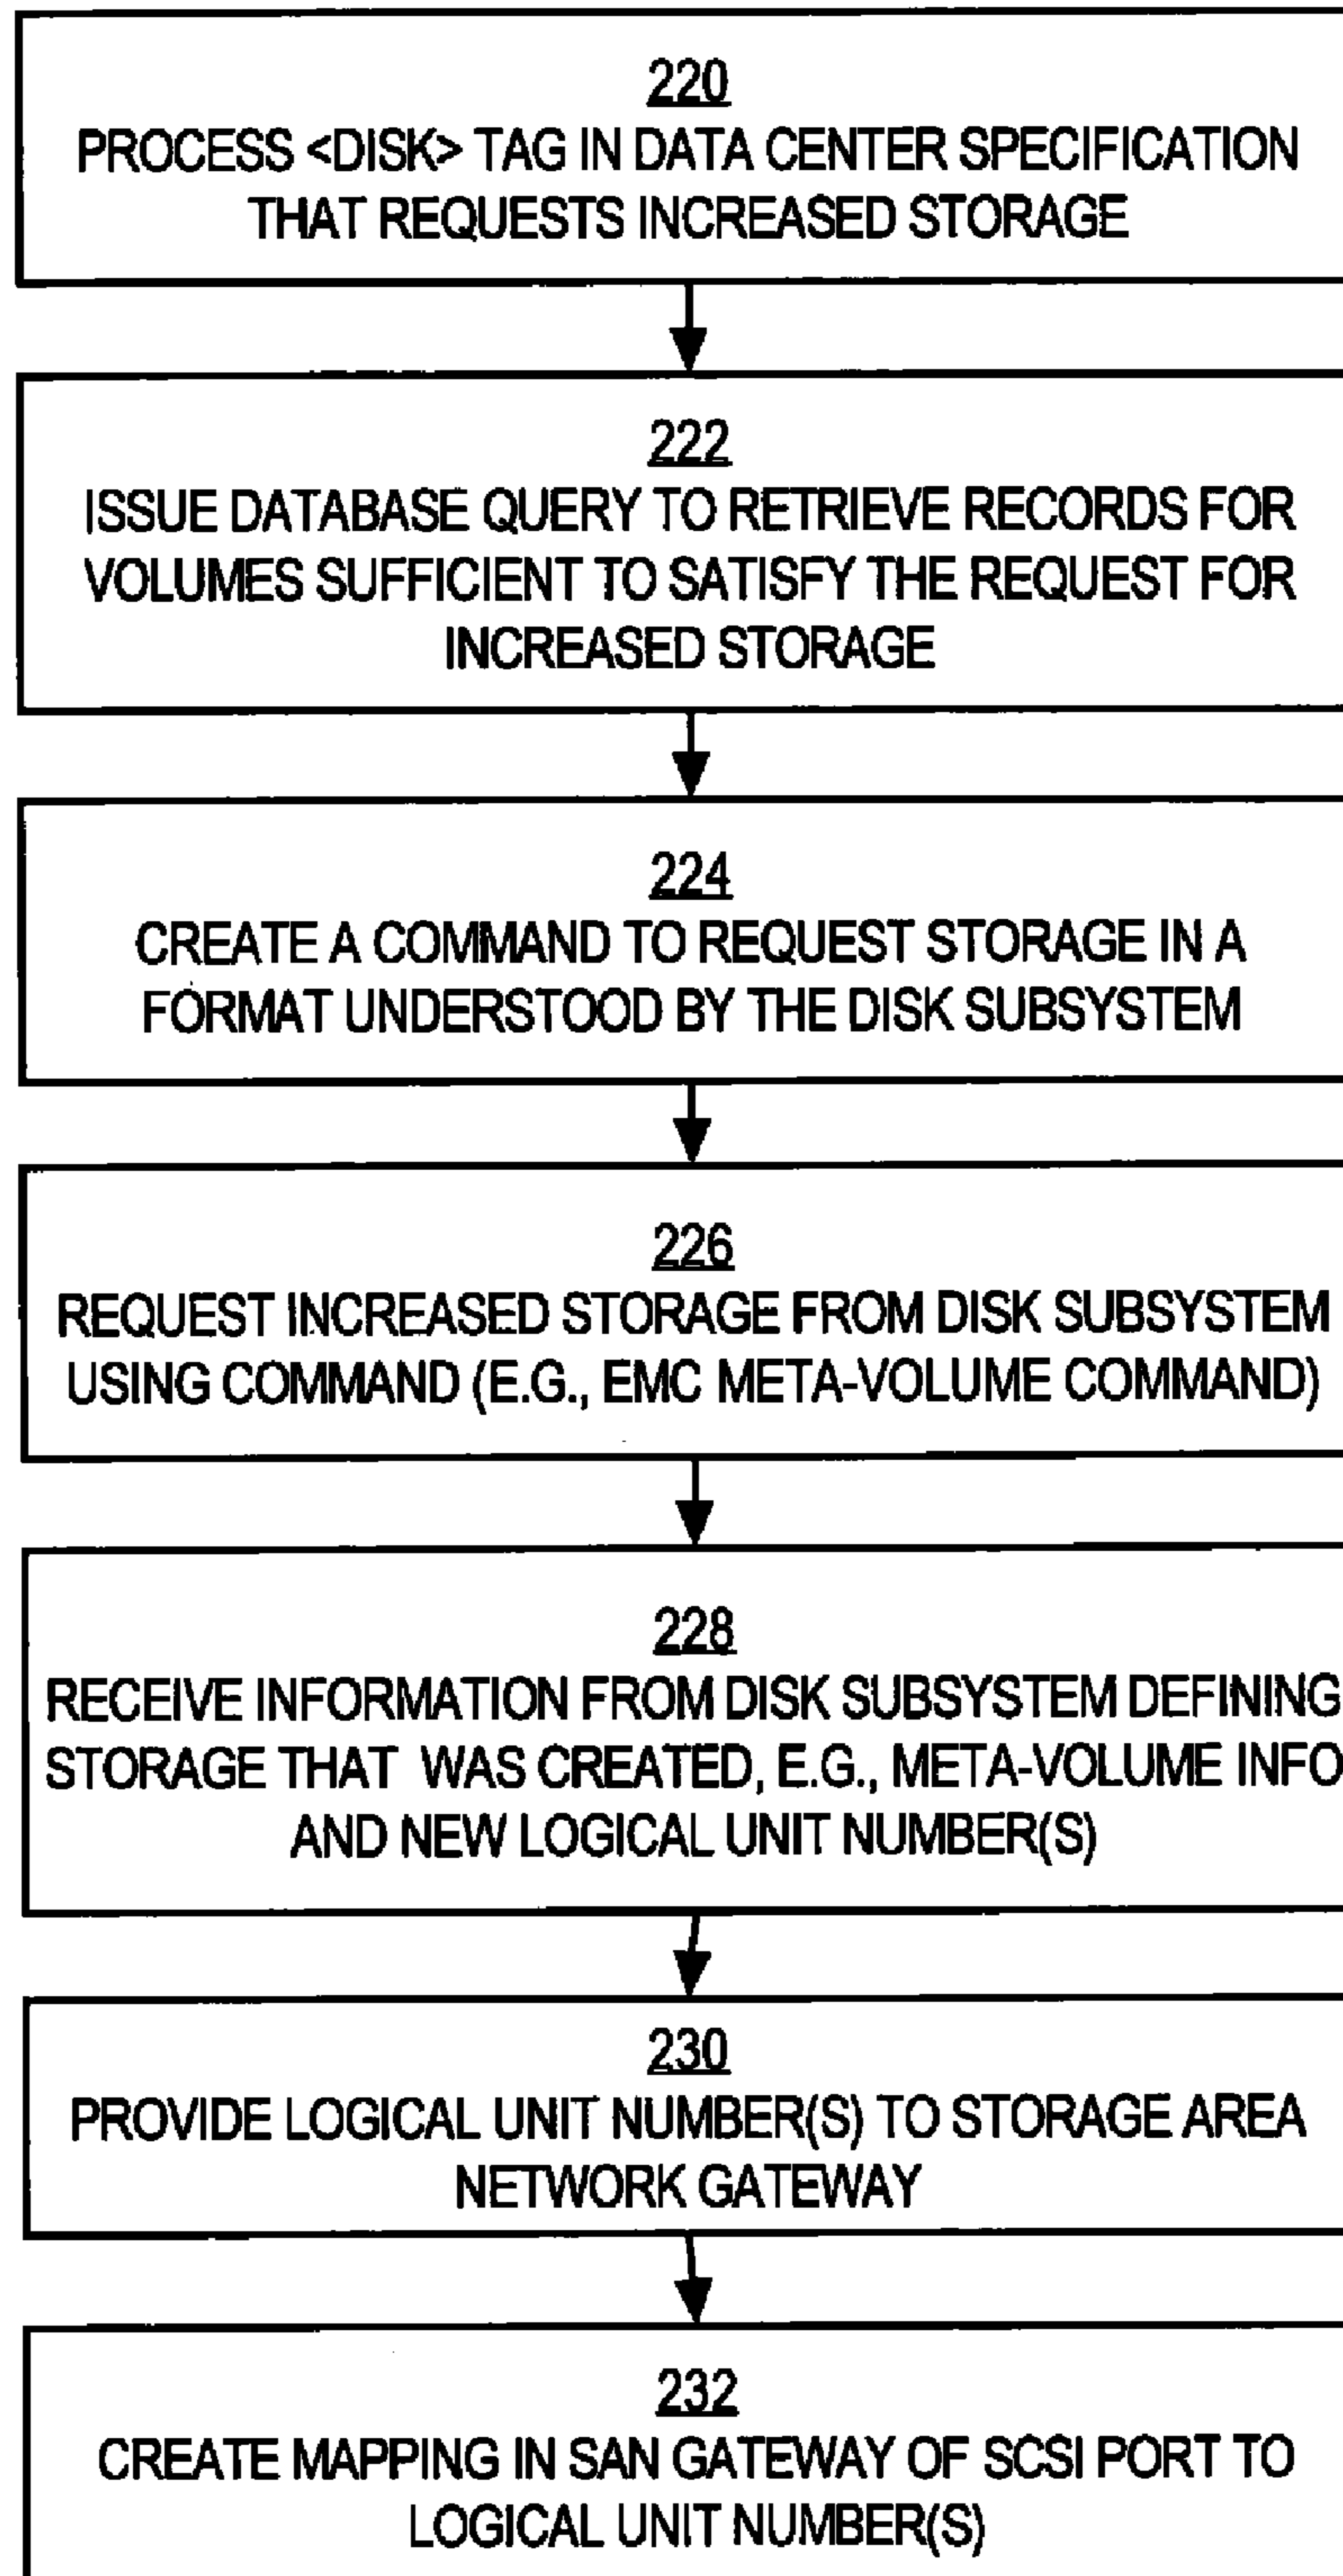 220
PROCESS <DISK> TAG IN DATA CENTER SPECIFICATION
THAT REQUESTS INCREASED STORAGE
222
ISSUE DATABASE QUERY TO RETRIEVE RECORDS FOR
VOLUMES SUFFICIENT TO SATISFY THE REQUEST FOR
INCREASED STORAGE
224
CREATE A COMMAND TO REQUEST STORAGE IN A
FORMAT UNDERSTOOD BY THE DISK SUBSYSTEM
226
REQUEST INCREASED STORAGE FROM DISK SUBSYSTEM
USING COMMAND (E.G., EMC META-VOLUME COMMAND)
228
RECEIVE INFORMATION FROM DISK SUBSYSTEM DEFINING
STORAGE THAT WAS CREATED, E.G., META-VOLUME INFO
AND NEW LOGICAL UNIT NUMBER(S)
230
PROVIDE LOGICAL UNIT NUMBER(S) TO STORAGE AREA
NETWORK GATEWAY
232
CREATE MAPPING IN SAN GATEWAY OF SCSI PORT TO
LOGICAL UNIT NUMBER(S)